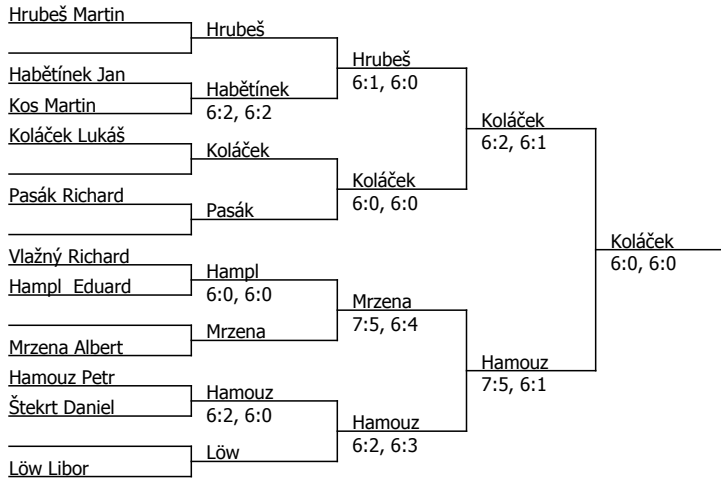 Hrubeš Martin
Hrubeš
Hrubeš
6:1, 6:0
Habětínek Jan
Habětínek
6:2, 6:2
Kos Martin
Koláček
6:2, 6:1
Koláček Lukáš
Koláček
Koláček
6:0, 6:0
Pasák Richard
Pasák
Koláček
6:0, 6:0
Vlažný Richard
Hampl
6:0, 6:0
Hampl  Eduard
Mrzena
7:5, 6:4
Mrzena
Mrzena Albert
Hamouz
7:5, 6:1
Hamouz Petr
Hamouz
6:2, 6:0
Štekrt Daniel
Hamouz
6:2, 6:3
Löw
Löw Libor